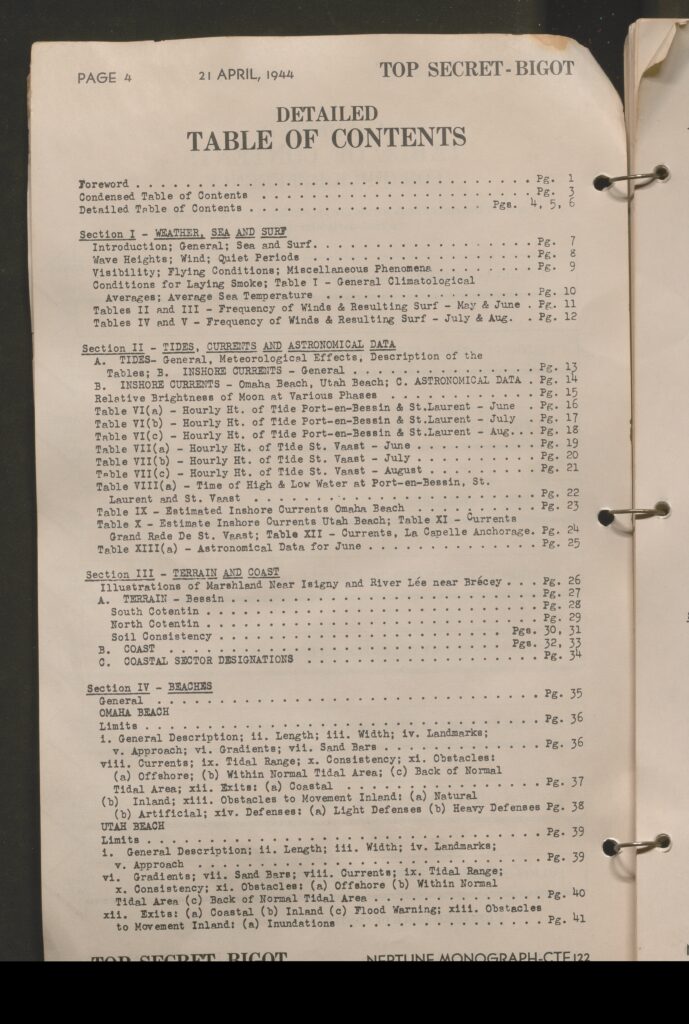 PAGE 4 21 APRIL, 1944 TOP SECRET-BIGOT
DETAILED
TABLE OF CONTENTS
Foreword . . . . . . . . . . . . . . . . . . . . . . . . . . . . . . Pg. 1
Condensed Table of Contents . . . . . . . . . . . . . . . . . . . . . Pg. 3
Detailed Table of Contents . . . . . . . . . . . . . . . . . . Pgs. 4, 5, 6
Section I - WEATHER, SEA AND SURF
Introduction; General; Sea and Surf. . . . . . . . . . . . . . . . . Pg. 7
Wave Heights; Wind; Quiet Periods . . . . . . . . . . . . . . . . . Pg. 8
Visibility; Flying Conditions; Miscellaneous Phenomena . . . . . . . Pg. 9
Conditions for Laying Smoke; Table I - General Climatological
Averages; Average Sea Temperature . . . . . . . . . . . . . . . . Pg. 10
Tables II and III - Frequency of Winds & Resulting Surf - May & June . Pg. 11
Tables IV and V - Frequency of Winds & Resulting Surf - July & Aug. . Pg. 12
Section II - TIDES, CURRENTS AND ASTRONOMICAL DATA
A. TIDES- General, Meteorological Effects, Description of the
Tables; B. INSHORE CURRENTS - General . . . . . . . . . . . . . . Pg. 13
B. INSHORE CURRENTS - Omaha Beach, Utah Beach; C. ASTRONOMICAL DATA . Pg. 14
Relative Brightness of Moon at Various Phases . . . . . . . . . . . . Pg. 15
Table VI(a) - Hourly Ht. of Tide Port-en-Bessin & St.Laurent - June . Pg. 16
Table VI(b) - Hourly Ht. of Tide Port-en-Bessin & St.Laurent - July . Pg. 17
Table VI(c) - Hourly Ht. of Tide Port-en-Bessin & St.Laurent - Aug. . Pg. 18
Table VII(a) - Hourly Ht. of Tide St. Vaast - June . . . . . . . . . Pg. 19
Table VII(b) - Hourly Ht. of Tide St. Vaast - July . . . . . . . . . Pg. 20
Table VII(c) - Hourly Ht. of Tide St. Vaast - August . . . . . . . . Pg. 21
Table VIII(a) - Time of High & Low Water at Port-en-Bessin, St.
Laurent and St. Vaast . . . . . . . . . . . . . . . . . . . . . . Pg. 22
Table IX - Estimated Inshore Currents Omaha Beach . . . . . . . . . . Pg. 23
Table X - Estimate Inshore Currents Utah Beach; Table XI - Currents
Grand Rade De St. Vaast; Table XII - Currents, La Capelle Anchorage. Pg. 24
Table XIII(a) - Astronomical Data for June . . . . . . . . . . . . . Pg. 25
Section III - TERRAIN AND COAST
Illustrations of Marshland Near Isigny and River Lée near Brécey . . . Pg. 26
A. TERRAIN - Bessin . . . . . . . . . . . . . . . . . . . . . . . . Pg. 27
South Cotentin . . . . . . . . . . . . . . . . . . . . . . . . . Pg. 28
North Cotentin . . . . . . . . . . . . . . . . . . . . . . . . . Pg. 29
Soil Consistency . . . . . . . . . . . . . . . . . . . . . . Pgs. 30, 31
B. COAST . . . . . . . . . . . . . . . . . . . . . . . . . . Pgs. 32, 33
C. COASTAL SECTOR DESIGNATIONS . . . . . . . . . . . . . . . . . . Pg. 34
Section IV - BEACHES
General . . . . . . . . . . . . . . . . . . . . . . . . . . . . . . Pg. 35
OMAHA BEACH
Limits . . . . . . . . . . . . . . . . . . . . . . . . . . . . . . . Pg. 36
i. General Description; ii. Length; iii. Width; iv. Landmarks;
v. Approach; vi. Gradients; vii. Sand Bars . . . . . . . . . . . . Pg. 36
viii. Currents; ix. Tidal Range; x. Consistency; xi. Obstacles:
(a) Offshore; (b) Within Normal Tidal Area; (c) Back of Normal
Tidal Area; xii. Exits: (a) Coastal . . . . . . . . . . . . . . . Pg. 37
(b) Inland; xiii. Obstacles to Movement Inland: (a) Natural
(b) Artificial; xiv. Defenses: (a) Light Defenses (b) Heavy Defenses Pg. 38
UTAH BEACH
Limits . . . . . . . . . . . . . . . . . . . . . . . . . . . . . . . Pg. 39
i. General Description; ii. Length; iii. Width; iv. Landmarks;
v. Approach . . . . . . . . . . . . . . . . . . . . . . . . . . . Pg. 39
vi. Gradients; vii. Sand Bars; viii. Currents; ix. Tidal Range;
x. Consistency; xi. Obstacles: (a) Offshore (b) Within Normal
Tidal Area (c) Back of Normal Tidal Area . . . . . . . . . . . . . Pg. 40
xii. Exits: (a) Coastal (b) Inland (c) Flood Warning; xiii. Obstacles
to Movement Inland: (a) Inundations . . . . . . . . . . . . . . . Pg. 41
TOP SECRET-BIGOT NEPTUNE MONOGRAPH-CTF 122